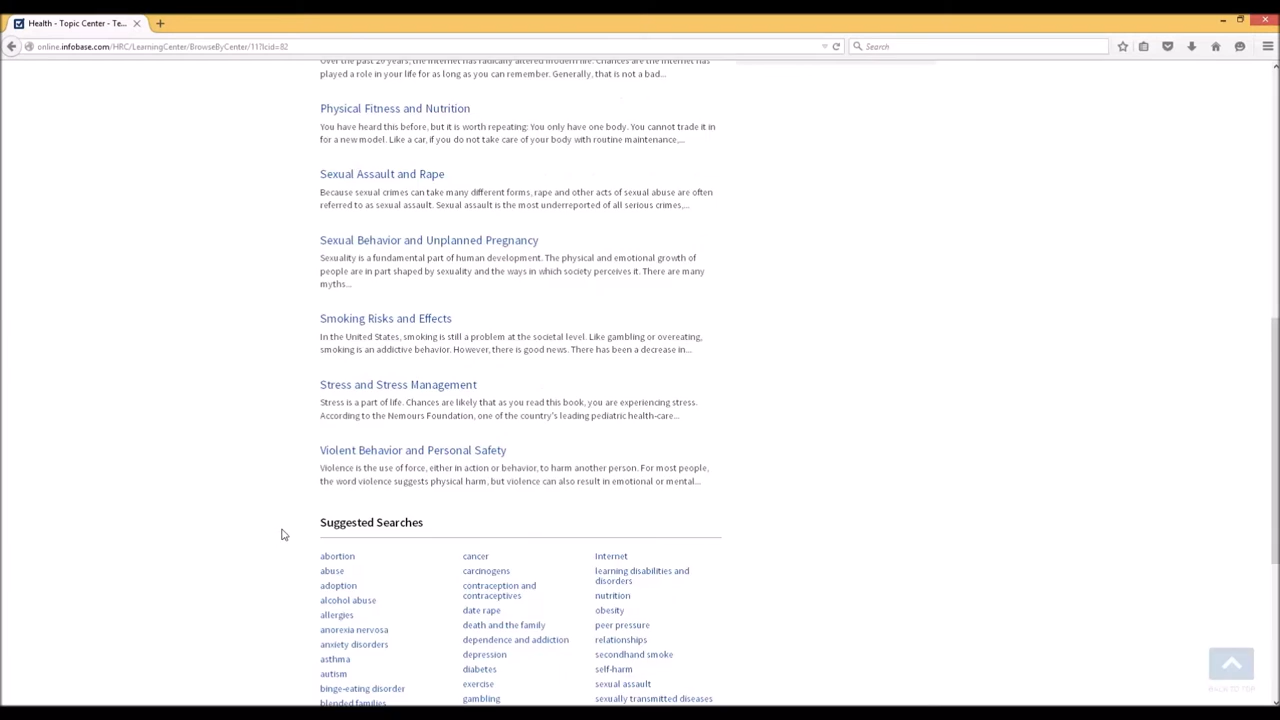 Health - Topic Center - Te...
online.infobase.com/HRC/LearningCenter/BrowseByCenter/11?lcid=82
Search
Over the past 20 years, the Internet has radically altered modern life. Chances are the Internet has
played a role in your life for as long as you can remember. Generally, that is not a bad...
Physical Fitness and Nutrition
You have heard this before, but it is worth repeating: You only have one body. You cannot trade it in
for a new model. Like a car, if you do not take care of your body with routine maintenance,...
Sexual Assault and Rape
Because sexual crimes can take many different forms, rape and other acts of sexual abuse are often
referred to as sexual assault. Sexual assault is the most underreported of all serious crimes,...
Sexual Behavior and Unplanned Pregnancy
Sexuality is a fundamental part of human development. The physical and emotional growth of
people are in part shaped by sexuality and the ways in which society perceives it. There are many
myths...
Smoking Risks and Effects
In the United States, smoking is still a problem at the societal level. Like gambling or overeating,
smoking is an addictive behavior. However, there is good news. There has been a decrease in...
Stress and Stress Management
Stress is a part of life. Chances are likely that as you read this book, you are experiencing stress.
According to the Nemours Foundation, one of the country's leading pediatric health-care...
Violent Behavior and Personal Safety
Violence is the use of force, either in action or behavior, to harm another person. For most people,
the word violence suggests physical harm, but violence can also result in emotional or mental...
Suggested Searches
abortion
abuse
adoption
alcohol abuse
allergies
anorexia nervosa
anxiety disorders
asthma
autism
binge-eating disorder
blended families
cancer
carcinogens
contraception and
contraceptives
date rape
death and the family
dependence and addiction
depression
diabetes
exercise
gambling
Internet
learning disabilities and
disorders
nutrition
obesity
peer pressure
relationships
secondhand smoke
self-harm
sexual assault
sexually transmitted diseases
BACK TO TOP